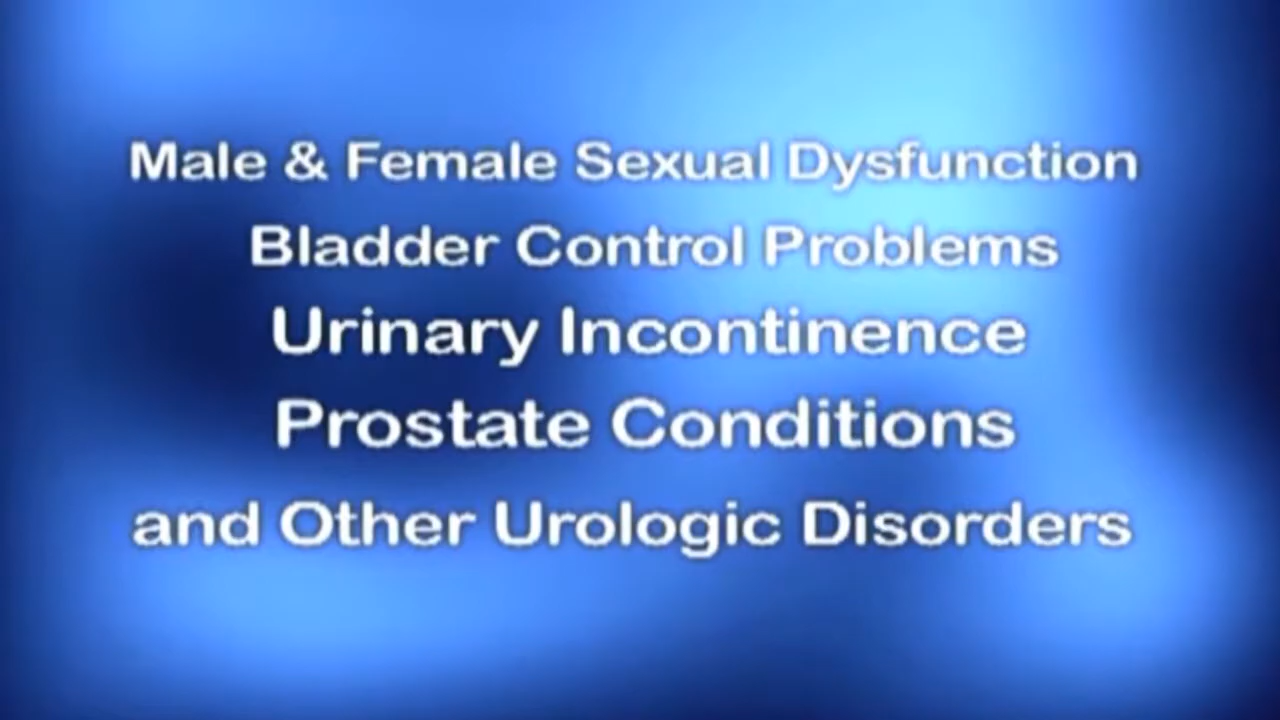 Male & Female Sexual Dysfunction
Bladder Control Problems
Urinary Incontinence
Prostate Conditions
and Other Urologic Disorders